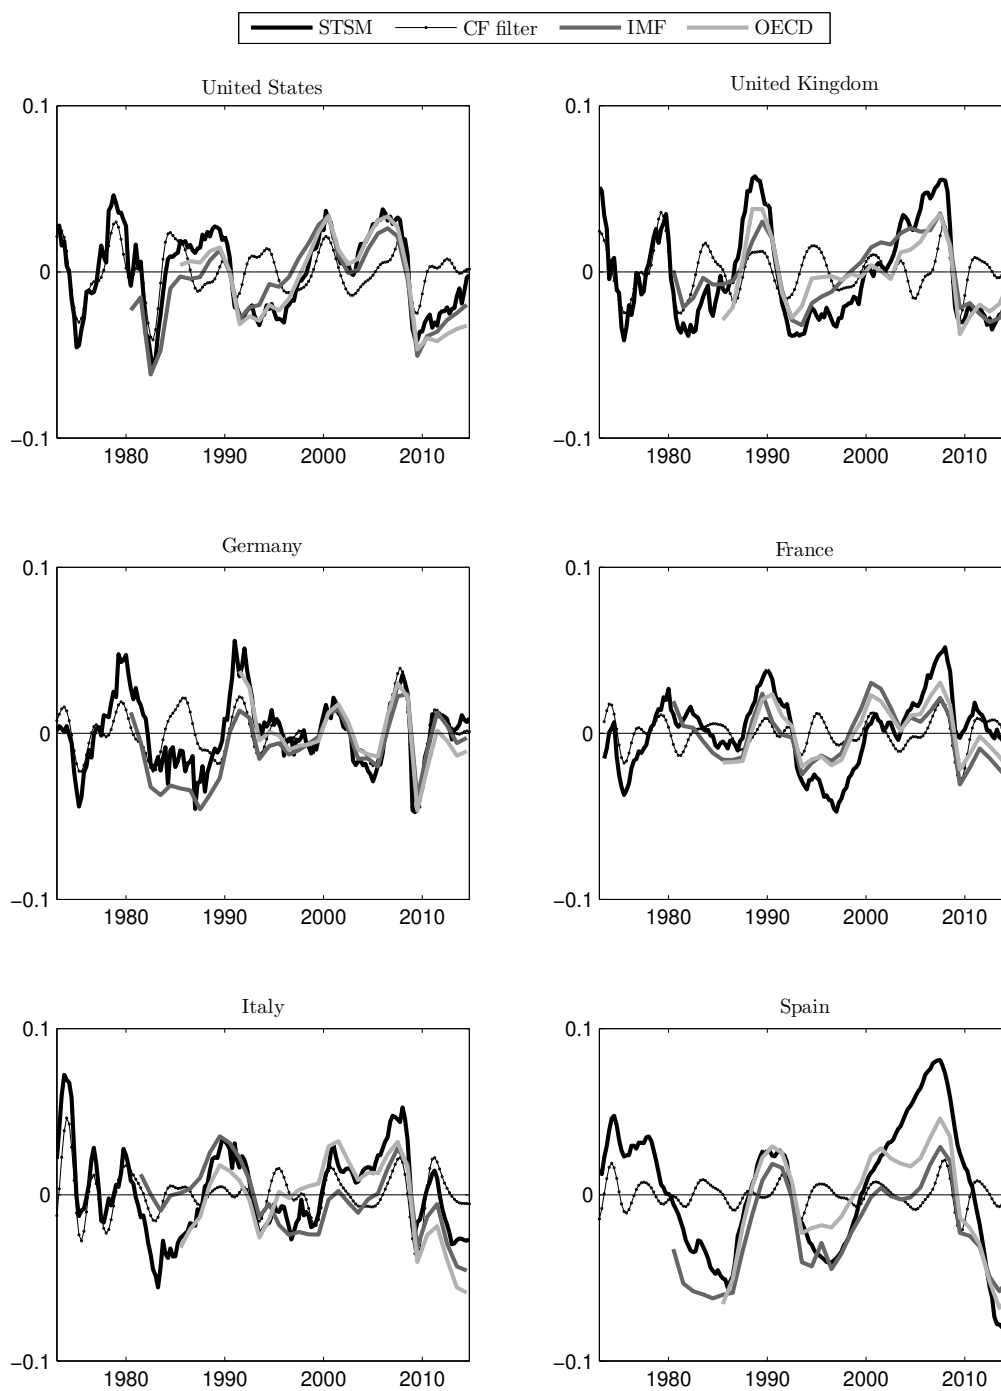 STSM CF filter IMF OECD
United States United Kingdom
0.1 0.1
0 0
−0.1 −0.1
1980 1990 2000 2010 1980 1990 2000 2010
Germany France
0.1 0.1
0 0
−0.1 −0.1
1980 1990 2000 2010 1980 1990 2000 2010
Italy Spain
0.1 0.1
0 0
−0.1 −0.1
1980 1990 2000 2010 1980 1990 2000 2010